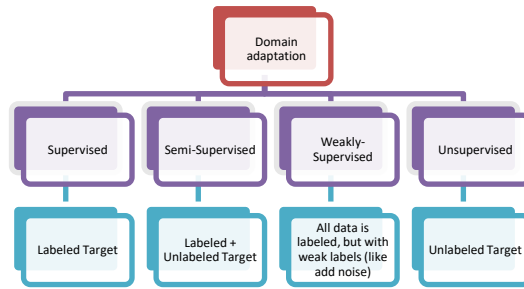 Domain
adaptation
Supervised
Semi-Supervised
Weakly-
Supervised
Unsupervised
Labeled Target
Labeled +
Unlabeled Target
All data is
labeled, but with
weak labels (like
add noise)
Unlabeled Target